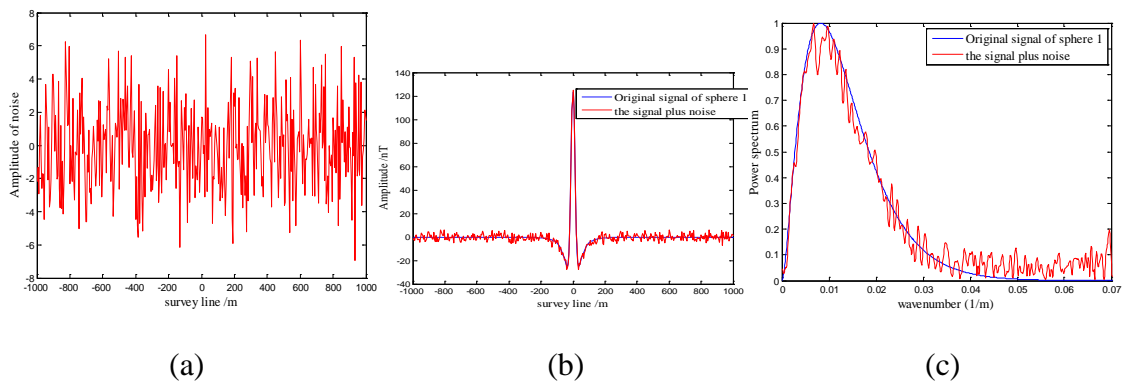 8
6
4
2
0
-2
-4
-6
-8
-1000 -800 -600 -400 -200 0 200 400 600 800 1000
Amplitude of noise
survey line /m
(a)
140
120
100
80
60
40
20
0
-20
-40
-1000 -800 -600 -400 -200 0 200 400 600 800 1000
Amplitude /nT
survey line /m
Original signal of sphere 1
the signal plus noise
(b)
1
0.9
0.8
0.7
0.6
0.5
0.4
0.3
0.2
0.1
0
0 0.01 0.02 0.03 0.04 0.05 0.06 0.07
Power spectrum
wavenumber (1/m)
Original signal of sphere 1
the signal plus noise
(c)